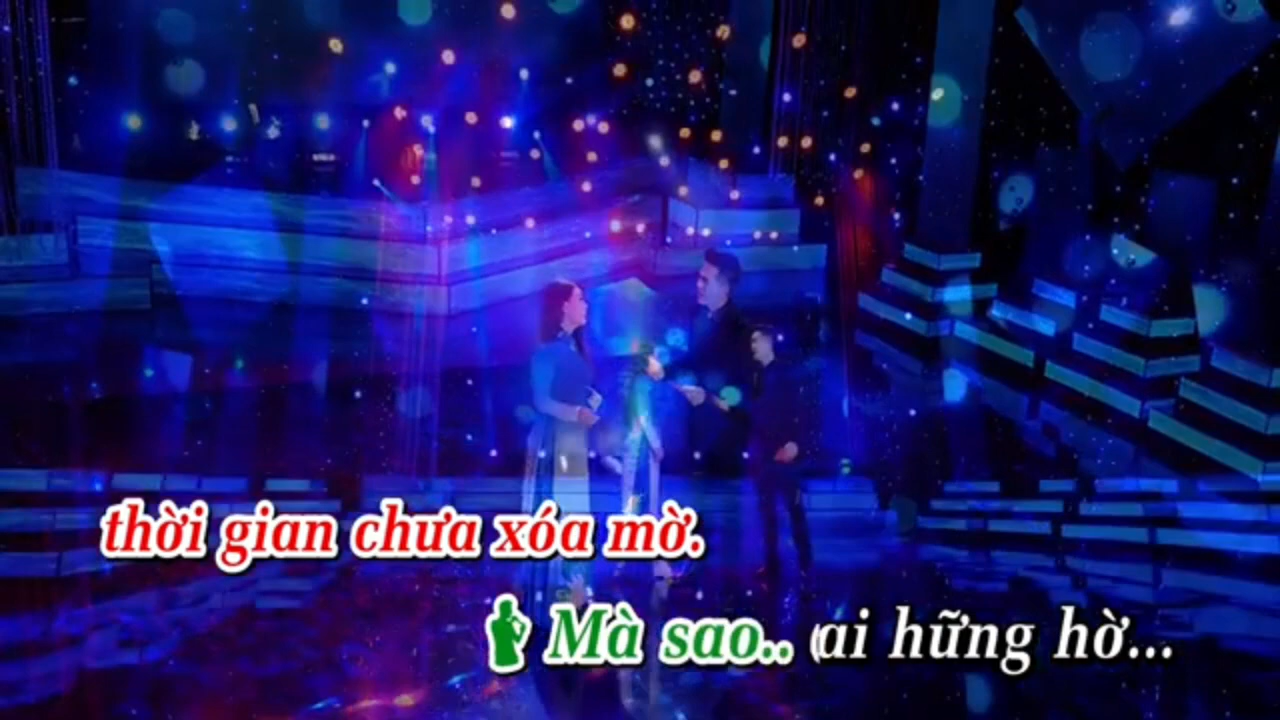 thời gian chưa xóa mờ.
Mà sao.. ai hững hờ...